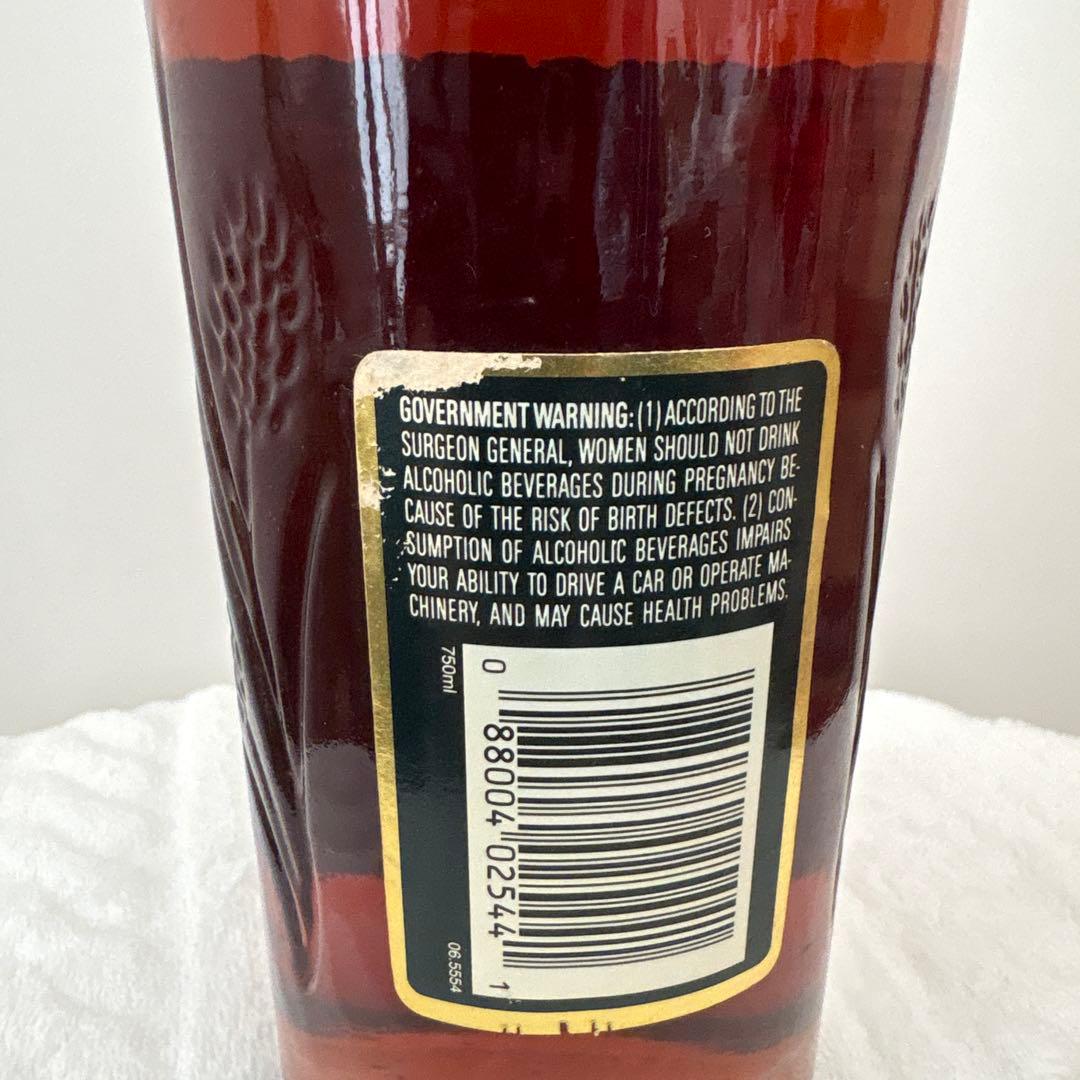 GOVERNMENT WARNING: (1) ACCORDING TO THE
SURGEON GENERAL, WOMEN SHOULD NOT DRINK
ALCOHOLIC BEVERAGES DURING PREGNANCY BE-
CAUSE OF THE RISK OF BIRTH DEFECTS. (2) CON-
SUMPTION OF ALCOHOLIC BEVERAGES IMPAIRS
YOUR ABILITY TO DRIVE A CAR OR OPERATE MA-
CHINERY, AND MAY CAUSE HEALTH PROBLEMS.
750ml
0 88004 02544 1
06.5554